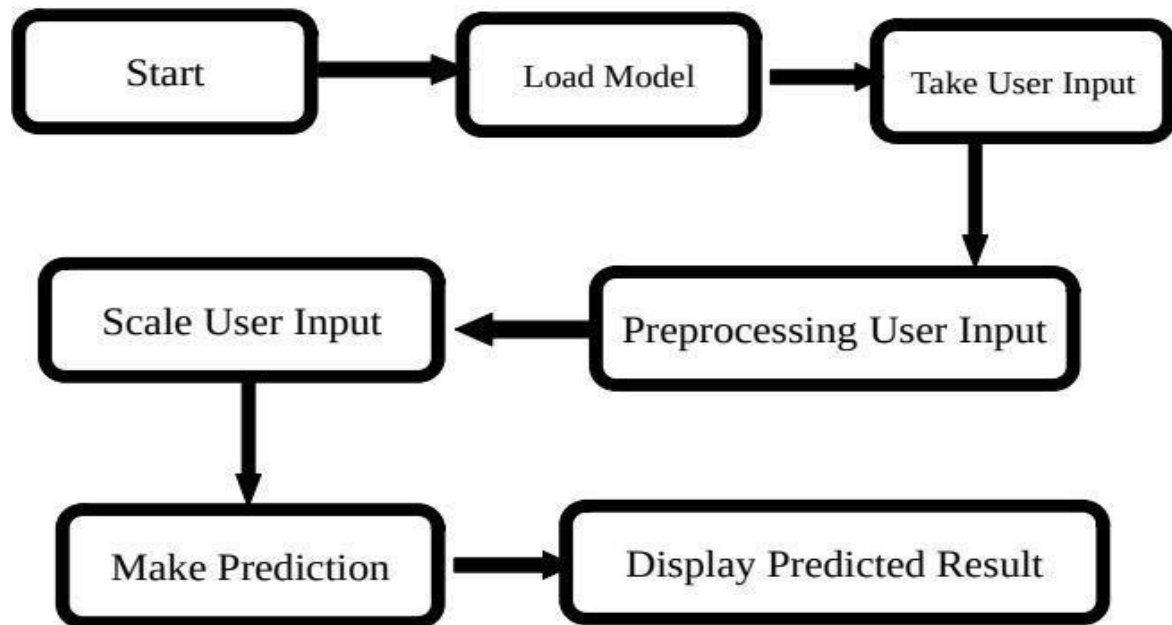 Start
Load Model
Take User Input
Preprocessing User Input
Scale User Input
Make Prediction
Display Predicted Result